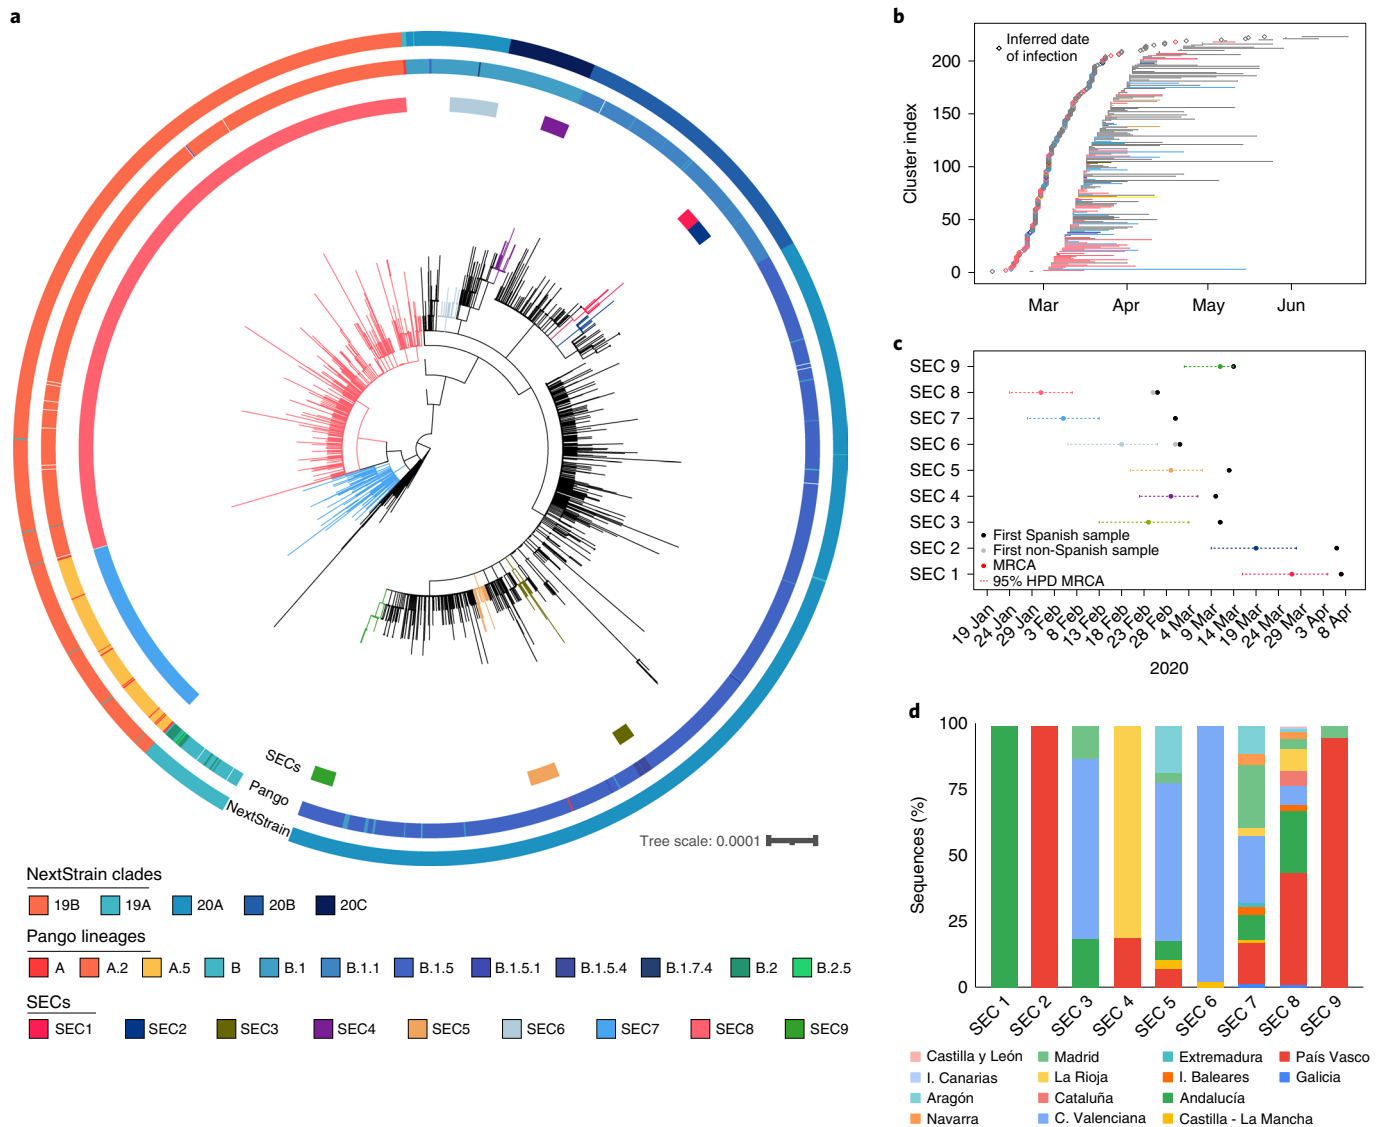 a
SECs
Pango
NextStrain
Tree scale: 0.0001
NextStrain clades
19B 19A 20A 20B 20C
Pango lineages
A A.2 A.5 B B.1 B.1.1 B.1.5 B.1.5.1 B.1.5.4 B.1.7.4 B.2 B.2.5
SECs
SEC1 SEC2 SEC3 SEC4 SEC5 SEC6 SEC7 SEC8 SEC9
b
Inferred date
of infection
Cluster index
200
150
100
50
0
Mar Apr May Jun
c
SEC 9
SEC 8
SEC 7
SEC 6
SEC 5
SEC 4
SEC 3
SEC 2
SEC 1
First Spanish sample
First non-Spanish sample
MRCA
95% HPD MRCA
19 Jan 24 Jan 29 Jan 3 Feb 8 Feb 13 Feb 18 Feb 23 Feb 28 Feb 4 Mar 9 Mar 14 Mar 19 Mar 24 Mar 29 Mar 3 Apr 8 Apr
2020
d
Sequences (%)
100
75
50
25
0
SEC 1 SEC 2 SEC 3 SEC 4 SEC 5 SEC 6 SEC 7 SEC 8 SEC 9
Castilla y León Madrid Extremadura País Vasco
I. Canarias La Rioja I. Baleares Galicia
Aragón Cataluña Andalucía
Navarra C. Valenciana Castilla - La Mancha